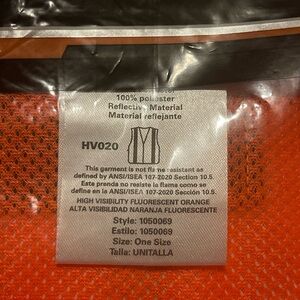 100% polyester
Reflective Material
Material reflejante
HV020
This garment is not flame resistant as
defined by ANSI/ISEA 107-2020 Section 10.5.
Este prenda no resiste la flama como se
define en la ANSI/ISEA 107-2020 Section 10.5.
HIGH VISIBILITY FLUORESCENT ORANGE
ALTA VISIBILIDAD NARANJA FLUORESCENTE
Style: 1050069
Estilo: 1050069
Size: One Size
Talla: UNITALLA